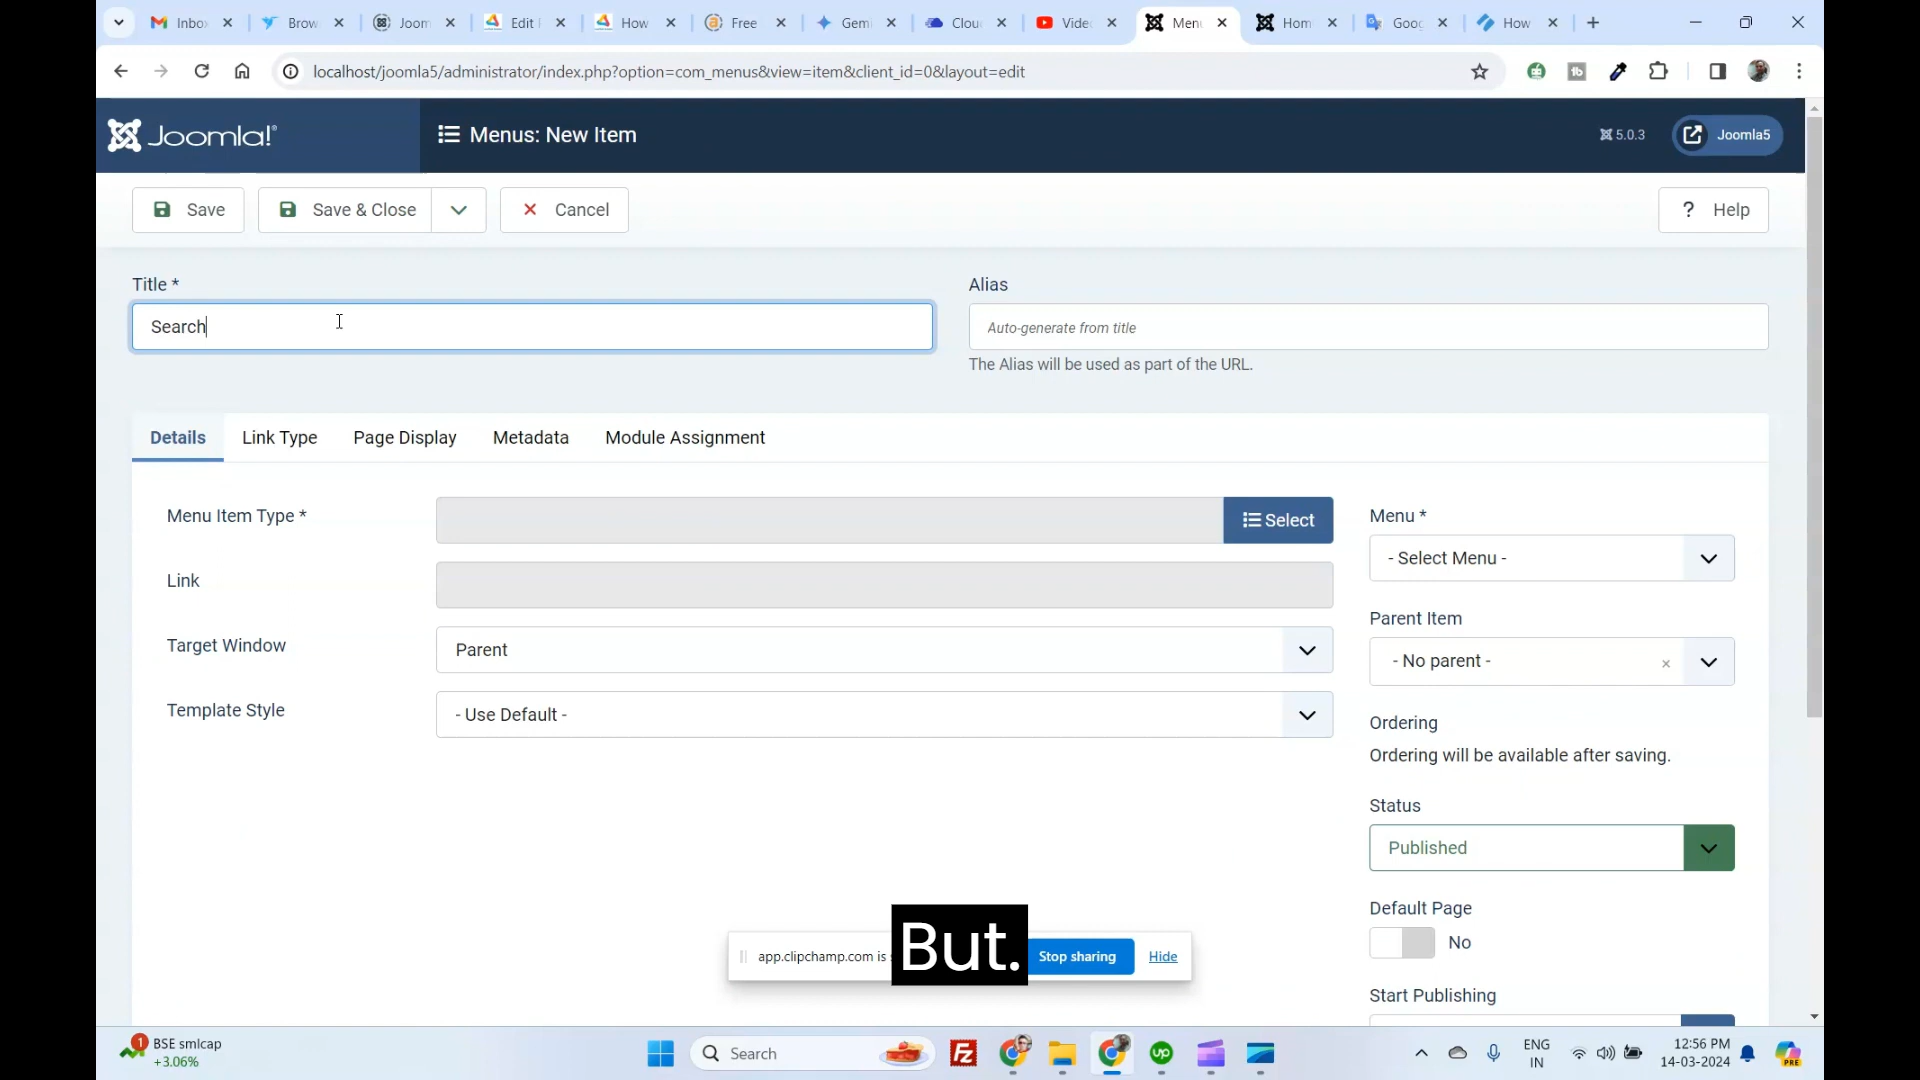 Inbox
Brow
Joom
Edit
How
Free
Gemi
Clou
Vide
Menu
Hom
Goog
How
localhost/joomla5/administrator/index.php?option=com_menus&view=item&client_id=0&layout=edit
Joomla!
Menus: New Item
5.0.3
Joomla5
Save
Save & Close
Cancel
? Help
Title *
Alias
Search
Auto-generate from title
The Alias will be used as part of the URL.
Details
Link Type
Page Display
Metadata
Module Assignment
Menu Item Type *
Select
Menu *
- Select Menu -
Link
Parent Item
Target Window
Parent
- No parent -
Template Style
- Use Default -
Ordering
Ordering will be available after saving.
Status
Published
Default Page
No
app.clipchamp.com is
But.
Stop sharing
Hide
Start Publishing
1
BSE smlcap
+3.06%
Search
ENG
IN
12:56 PM
14-03-2024
PRE